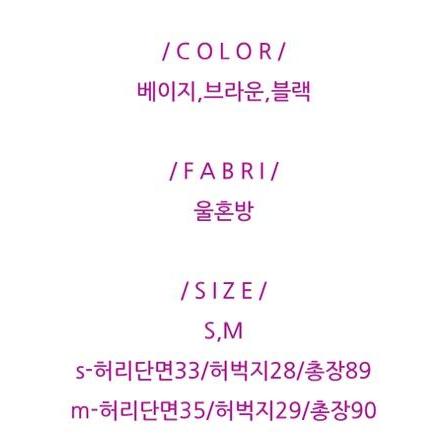 /COLOR/
베이지,브라운,블랙
/FABRI/
울혼방
/SIZE/
S,M
s-허리단면33/허벅지28/총장89
m-허리단면35/허벅지29/총장90